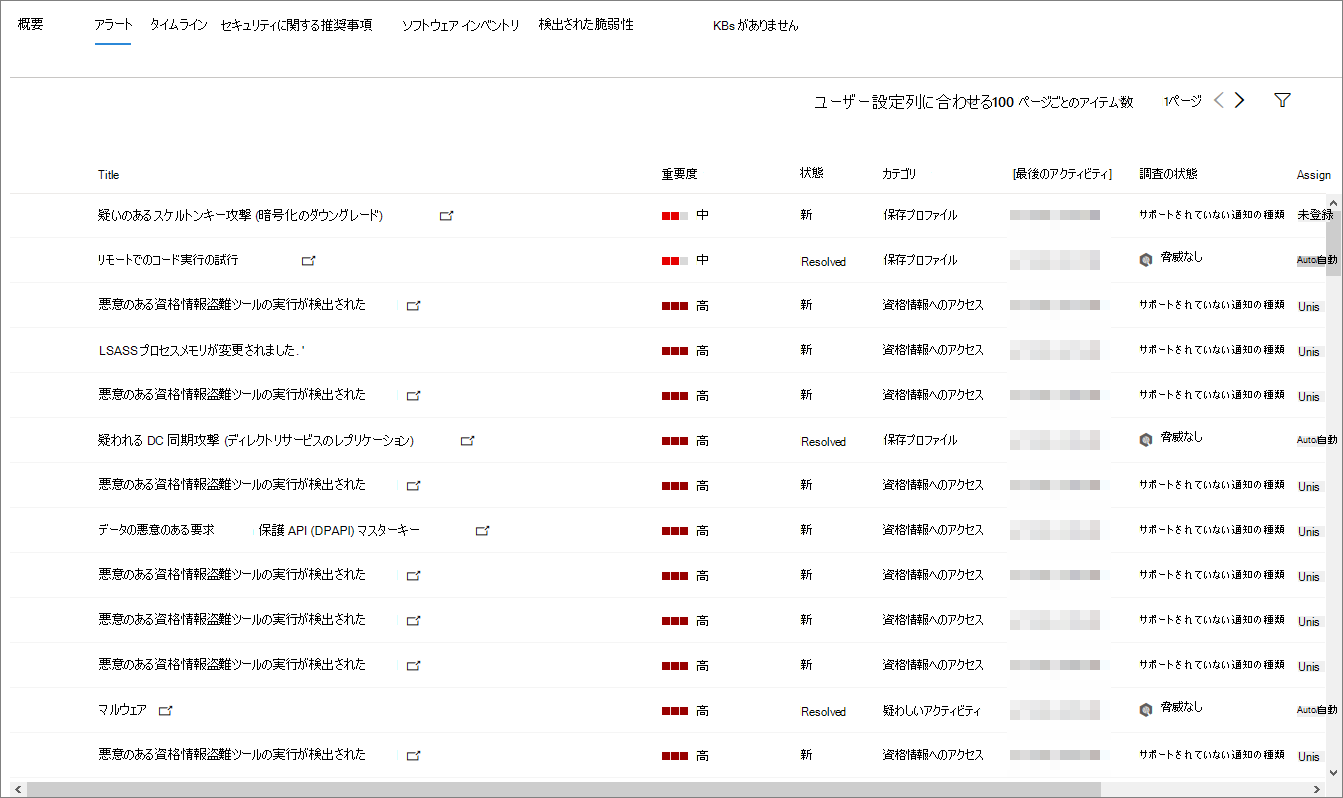 概要 アラート タイムライン セキュリティに関する推奨事項 ソフトウェア インベントリ 検出された脆弱性 KBs がありません
ユーザー設定列に合わせる100 ページごとのアイテム数 1ページ
Title 重要度 状態 カテゴリ [最後のアクティビティ] 調査の状態 Assign
疑いのあるスケルトンキー攻撃 (暗号化のダウングレード) 中 新 保存プロファイル サポートされていない通知の種類 未登録
リモートでのコード実行の試行 中 Resolved 保存プロファイル 脅威なし Auto/自動
悪意のある資格情報盗難ツールの実行が検出された 高 新 資格情報へのアクセス サポートされていない通知の種類 Unis
LSASS プロセスメモリが変更されました. ' 高 新 資格情報へのアクセス サポートされていない通知の種類 Unis
悪意のある資格情報盗難ツールの実行が検出された 高 新 資格情報へのアクセス サポートされていない通知の種類 Unis
疑われる DC 同期攻撃 (ディレクトリサービスのレプリケーション) 高 Resolved 保存プロファイル 脅威なし Auto/自動
悪意のある資格情報盗難ツールの実行が検出された 高 新 資格情報へのアクセス サポートされていない通知の種類 Unis
データの悪意のある要求 保護 API (DPAPI) マスターキー 高 新 資格情報へのアクセス サポートされていない通知の種類 Unis
悪意のある資格情報盗難ツールの実行が検出された 高 新 資格情報へのアクセス サポートされていない通知の種類 Unis
悪意のある資格情報盗難ツールの実行が検出された 高 新 資格情報へのアクセス サポートされていない通知の種類 Unis
悪意のある資格情報盗難ツールの実行が検出された 高 新 資格情報へのアクセス サポートされていない通知の種類 Unis
マルウェア 高 Resolved 疑わしいアクティビティ 脅威なし Auto/自動
悪意のある資格情報盗難ツールの実行が検出された 高 新 資格情報へのアクセス サポートされていない通知の種類 Unis